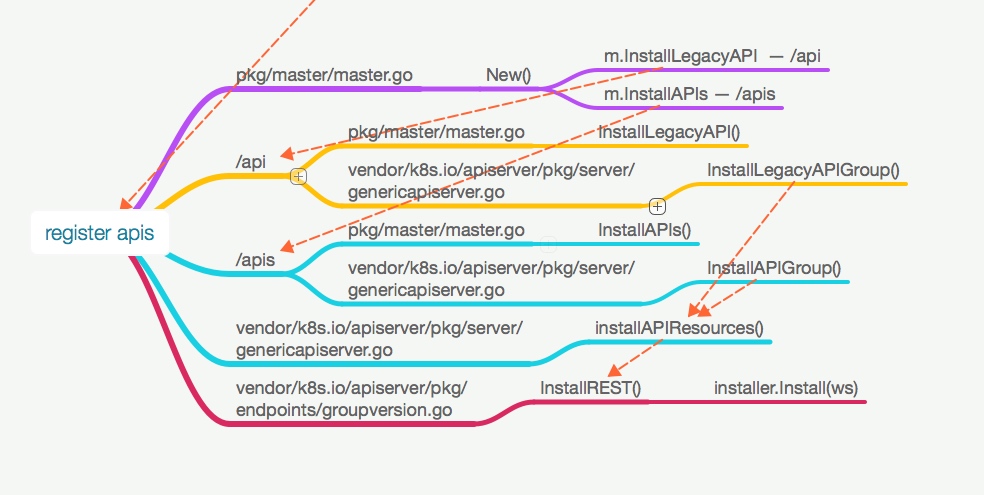 pkg/master/master.go New() m.InstallLegacyAPI — /api
m.InstallAPIs — /apis
/api pkg/master/master.go InstallLegacyAPI()
vendor/k8s.io/apiserver/pkg/server/
genericapiserver.go InstallLegacyAPIGroup()
register apis
/apis pkg/master/master.go InstallAPIs()
vendor/k8s.io/apiserver/pkg/server/
genericapiserver.go InstallAPIGroup()
vendor/k8s.io/apiserver/pkg/server/
genericapiserver.go installAPIResources()
vendor/k8s.io/apiserver/pkg/
endpoints/groupversion.go InstallREST() installer.Install(ws)